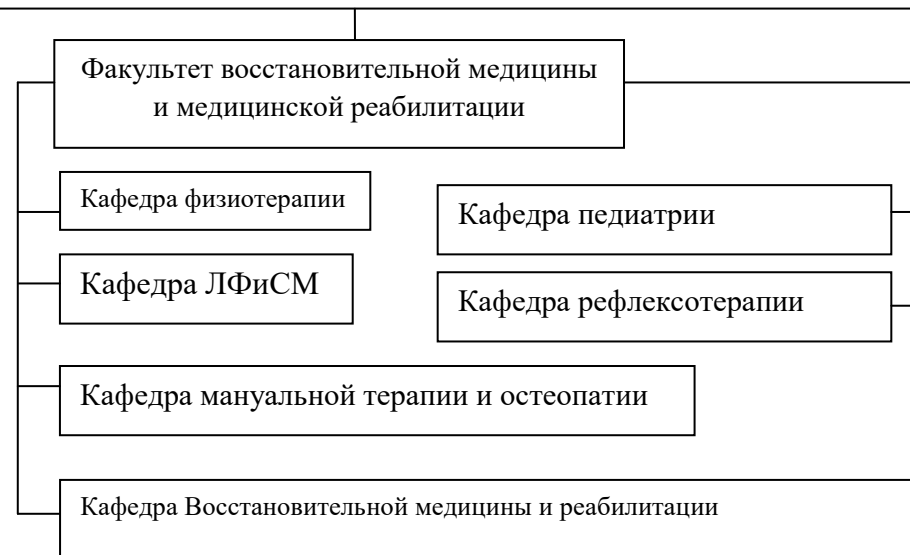 Факультет восстановительной медицины
и медицинской реабилитации
Кафедра физиотерапии
Кафедра педиатрии
Кафедра ЛФиСМ
Кафедра рефлексотерапии
Кафедра мануальной терапии и остеопатии
Кафедра Восстановительной медицины и реабилитации